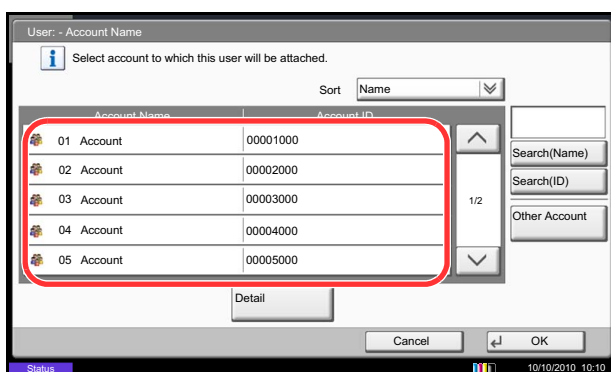 User: - Account Name
Select account to which this user will be attached.
Sort Name
Account Name Account ID
01 Account 00001000
02 Account 00002000
03 Account 00003000
04 Account 00004000
05 Account 00005000
1/2
Search(Name)
Search(ID)
Other Account
Detail
Cancel OK
Status 10/10/2010 10:10